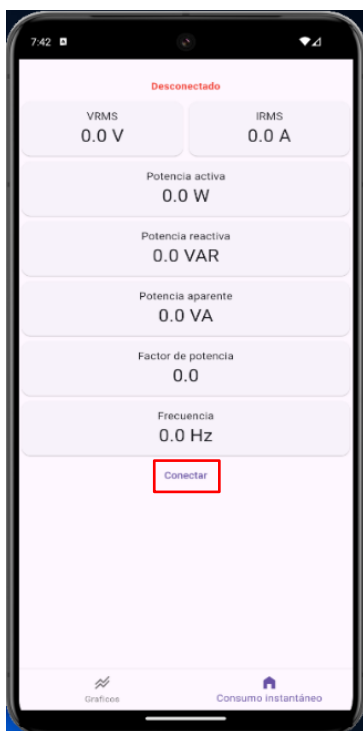 7:42
Desconectado
VRMS
0.0 V
IRMS
0.0 A
Potencia activa
0.0 W
Potencia reactiva
0.0 VAR
Potencia aparente
0.0 VA
Factor de potencia
0.0
Frecuencia
0.0 Hz
Conectar
Graficos
Consumo instantáneo